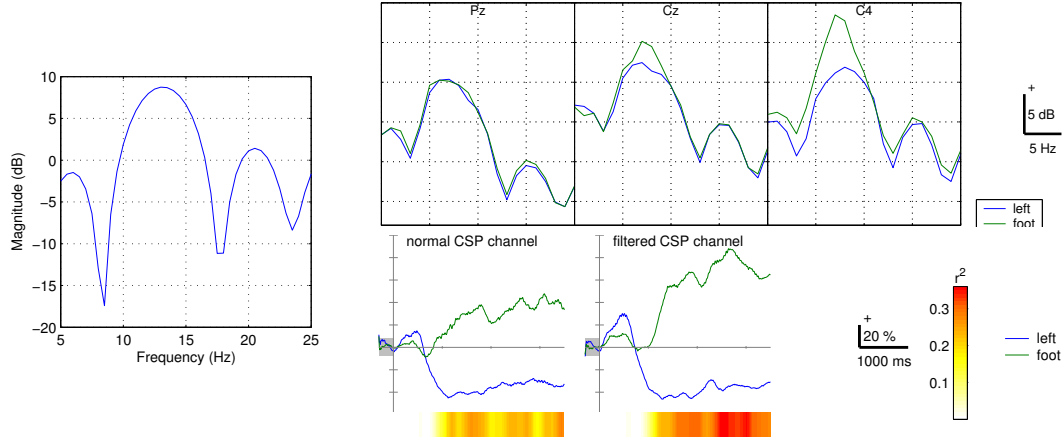 Magnitude (dB)
10
5
0
−5
−10
−15
−20
5
10
15
20
25
Frequency (Hz)
Pz
Cz
C4
+
5 dB
5 Hz
left
foot
normal CSP channel
filtered CSP channel
+
20 %
1000 ms
r²
0.3
0.2
0.1
left
foot